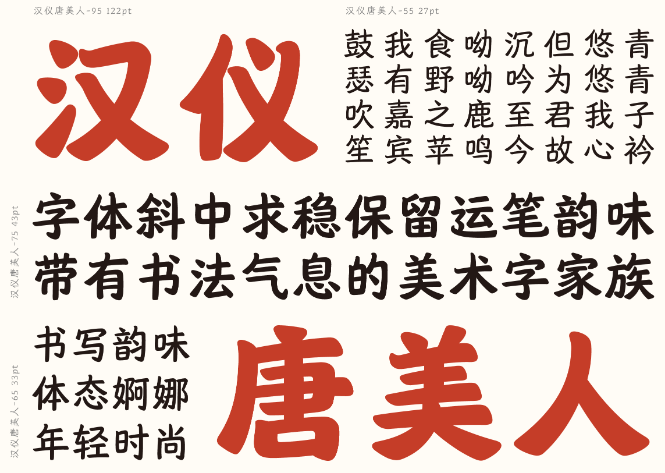 汉仪唐美人-95 122pt
汉仪
汉仪唐美人-55 27pt
青青子衿
悠悠我心
但为君故
沉吟至今
呦呦鹿鸣
食野之苹
我有嘉宾
鼓瑟吹笙
汉仪唐美人-75 43pt
字体斜中求稳保留运笔韵味
带有书法气息的美术字家族
汉仪唐美人-65 33pt
书写韵味
体态婀娜
年轻时尚
唐美人